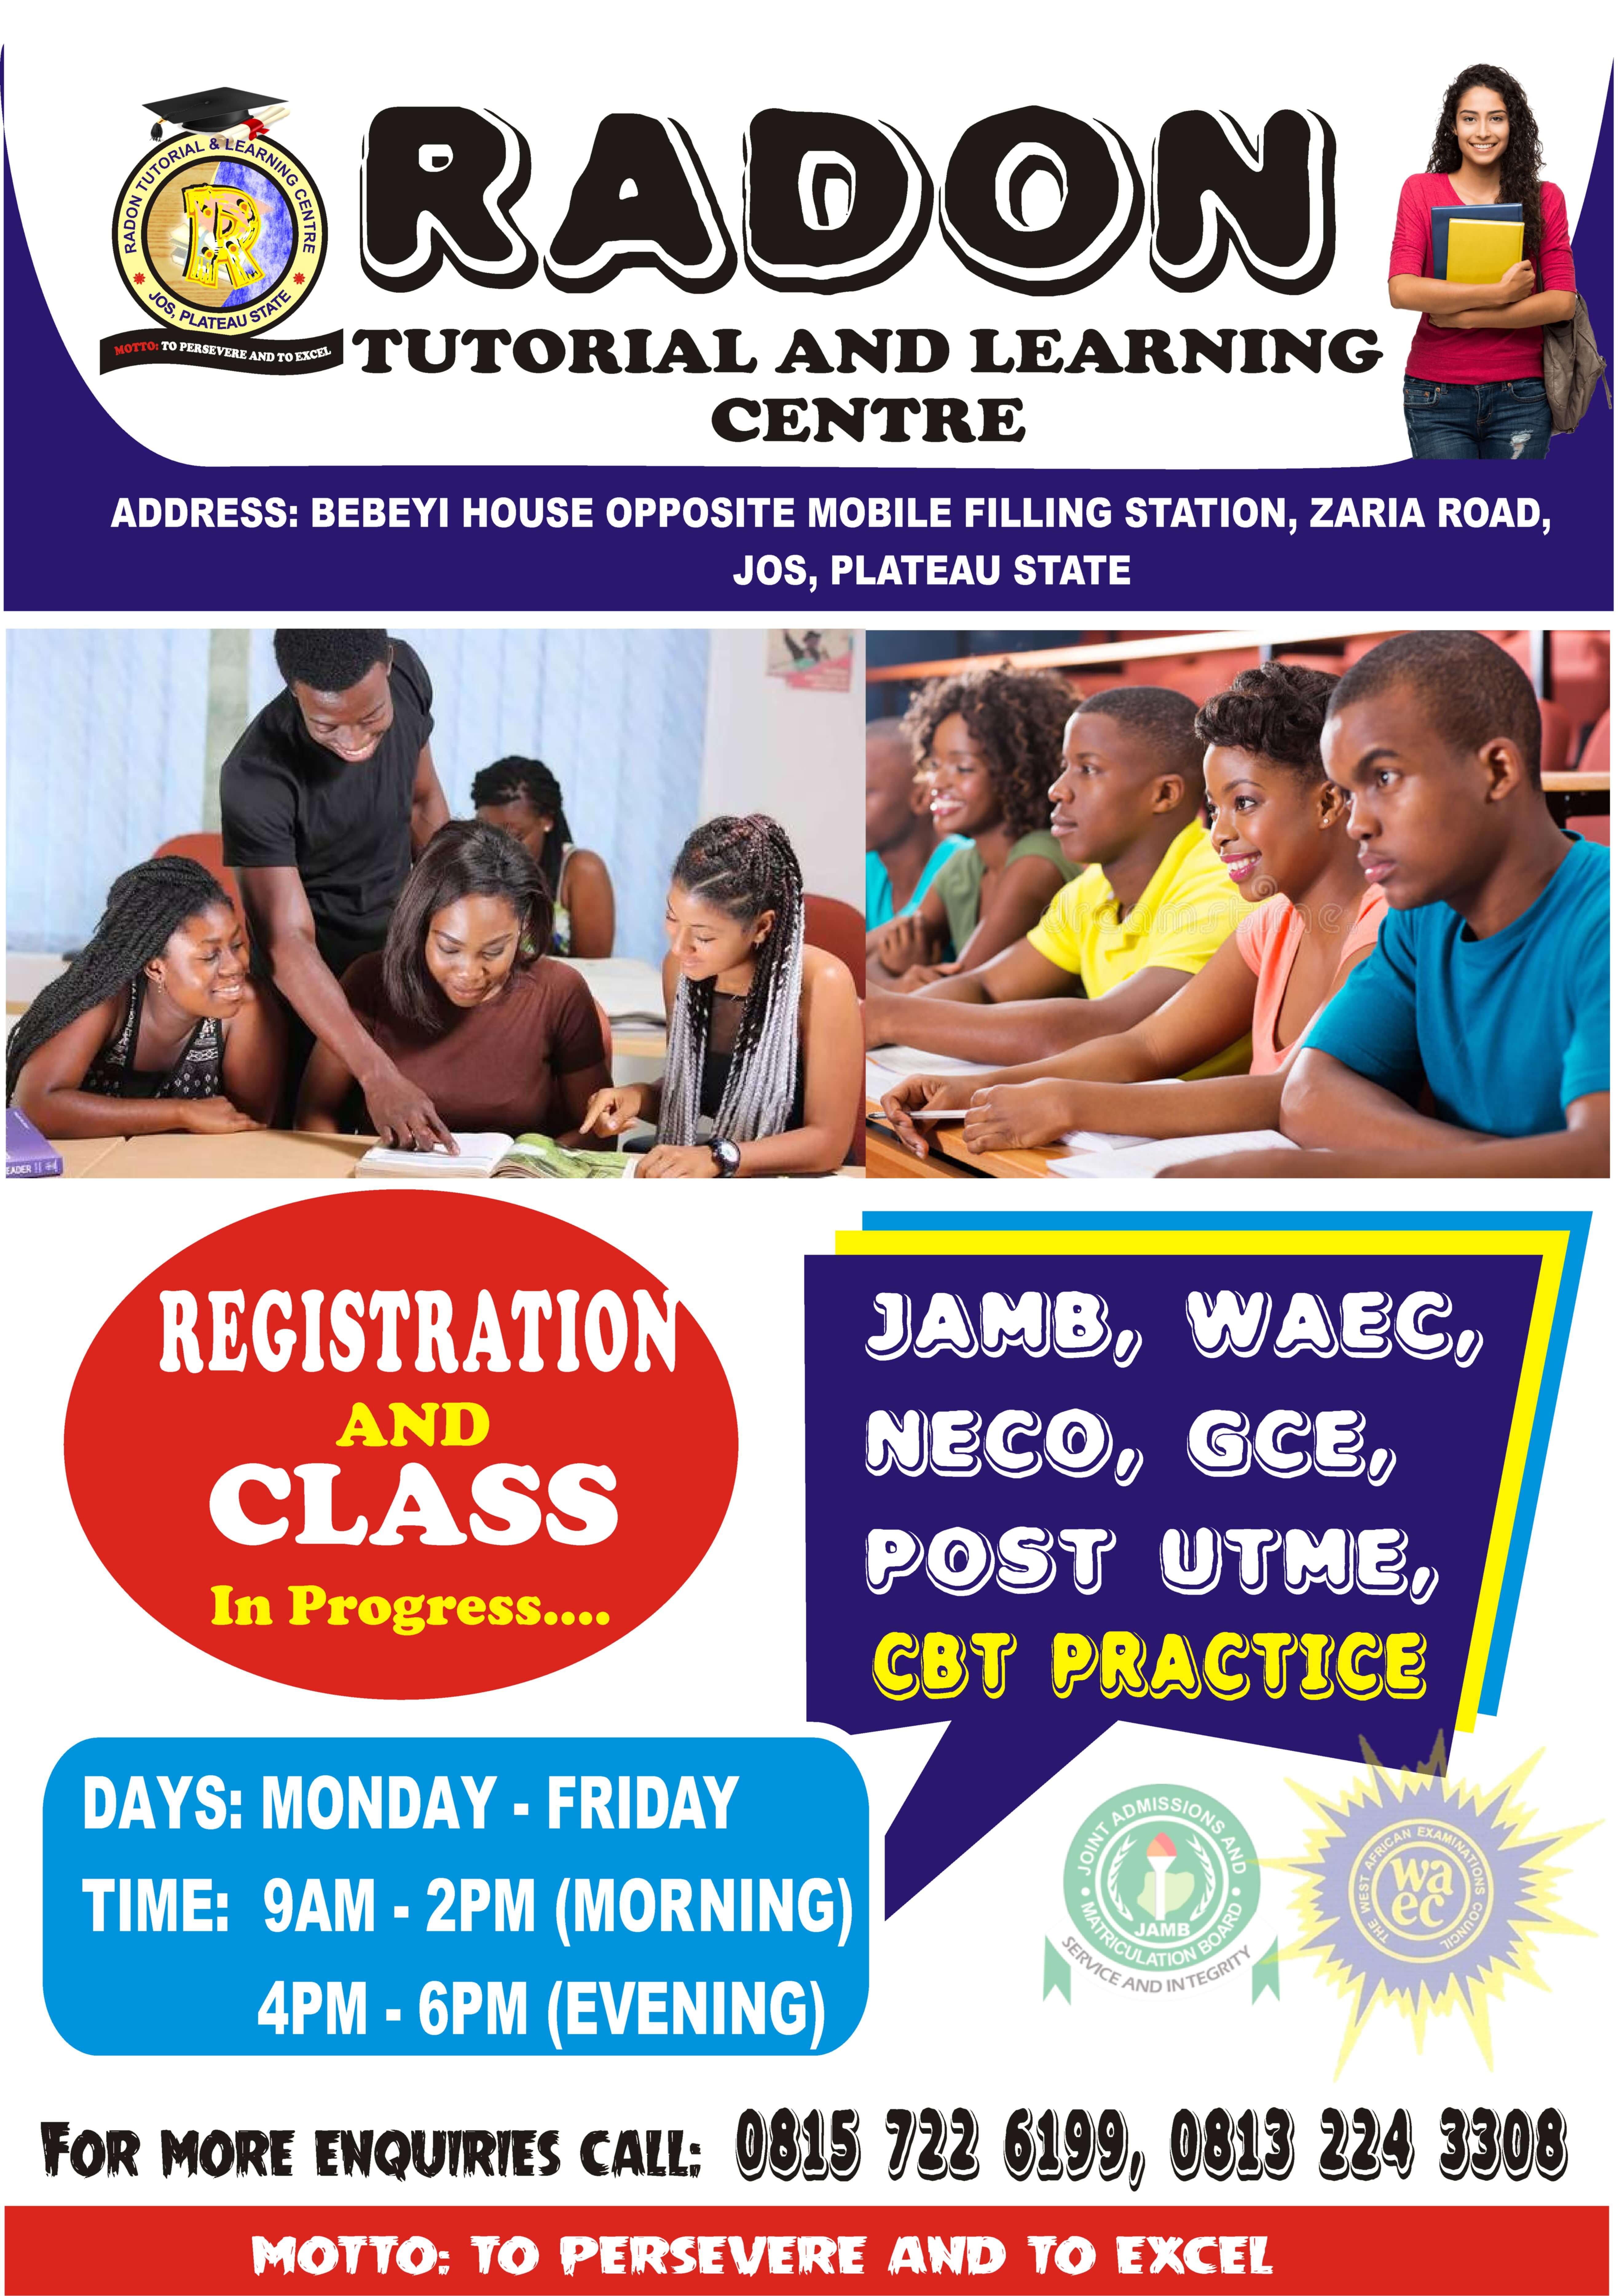 RADON TUTORIAL & LEARNING CENTRE
R
JOS, PLATEAU STATE
MOTTO: TO PERSEVERE AND TO EXCEL
RADON
TUTORIAL AND LEARNING
CENTRE
ADDRESS: BEBEYI HOUSE OPPOSITE MOBILE FILLING STATION, ZARIA ROAD,
JOS, PLATEAU STATE
dreamstime
EADER
REGISTRATION
AND
CLASS
In Progress....
JAMB, WAEC,
NECO, GCE,
POST UTME,
CBT PRACTICE
DAYS: MONDAY - FRIDAY
TIME: 9AM - 2PM (MORNING)
4PM - 6PM (EVENING)
JOINT ADMISSIONS AND
MATRICULATION BOARD
JAMB
SERVICE AND INTEGRITY
THE WEST AFRICAN EXAMINATIONS COUNCIL
wa
ec
FOR MORE ENQUIRIES CALL: 0815 722 6199, 0813 224 3308
MOTTO: TO PERSEVERE AND TO EXCEL